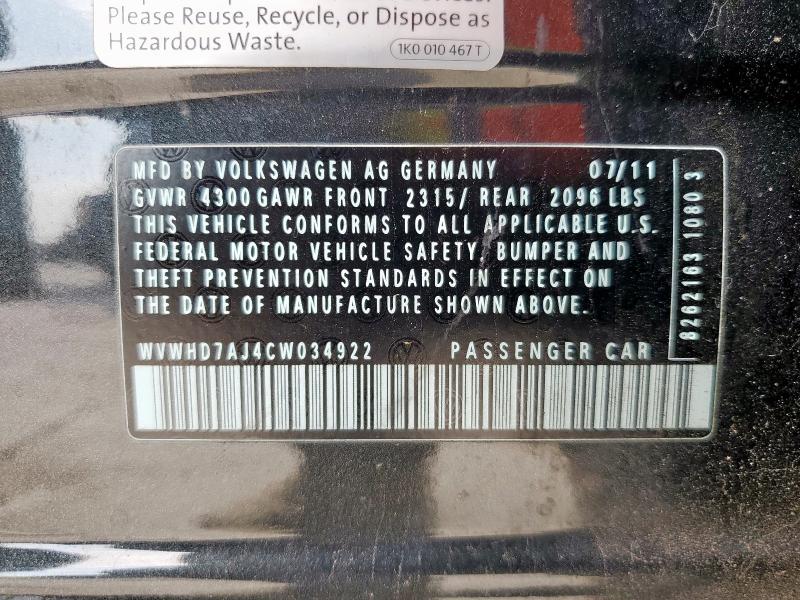 Please Reuse, Recycle, or Dispose as
Hazardous Waste.
1K0 010 467 T
MFD BY VOLKSWAGEN AG GERMANY 07/11
GVWR 4300 GAWR FRONT 2315/ REAR 2096 LBS
THIS VEHICLE CONFORMS TO ALL APPLICABLE U.S.
FEDERAL MOTOR VEHICLE SAFETY, BUMPER AND
THEFT PREVENTION STANDARDS IN EFFECT ON
THE DATE OF MANUFACTURE SHOWN ABOVE.
WVWHD7AJ4CW034922 PASSENGER CAR
8262163 1080 3